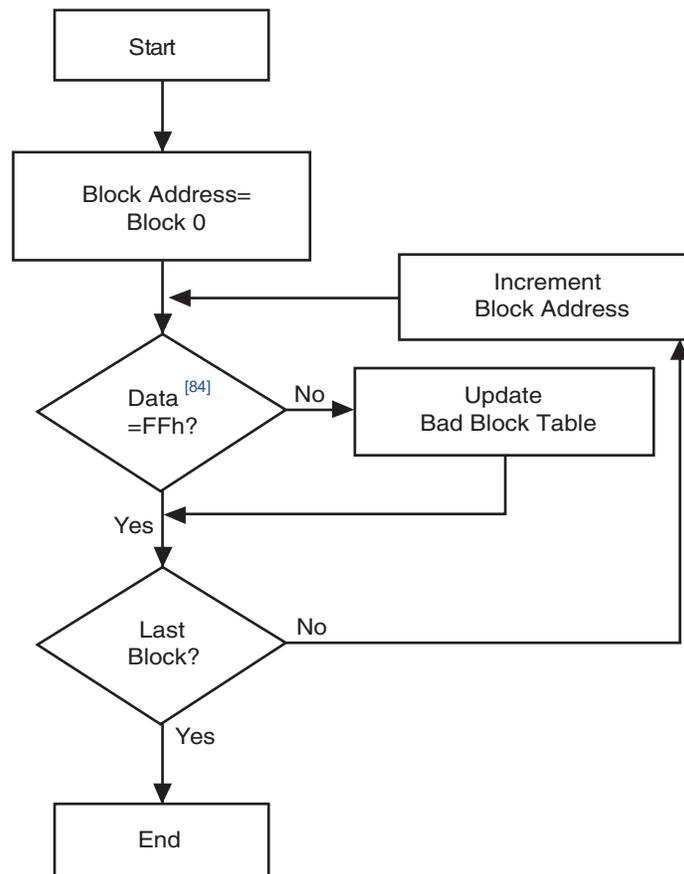 Start
Block Address=
Block 0
Increment
Block Address
Data [84]
=FFh?
No
Update
Bad Block Table
Yes
Last
Block?
No
Yes
End